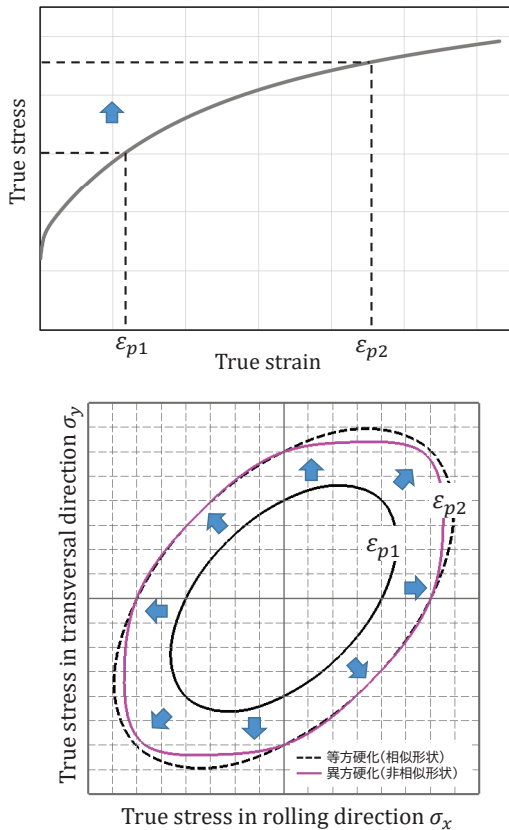 True stress
ε_{p1}
ε_{p2}
True strain
True stress in transversal direction σ_y
ε_{p2}
ε_{p1}
等方硬化(相似形状)
異方硬化(非相似形状)
True stress in rolling direction σ_x